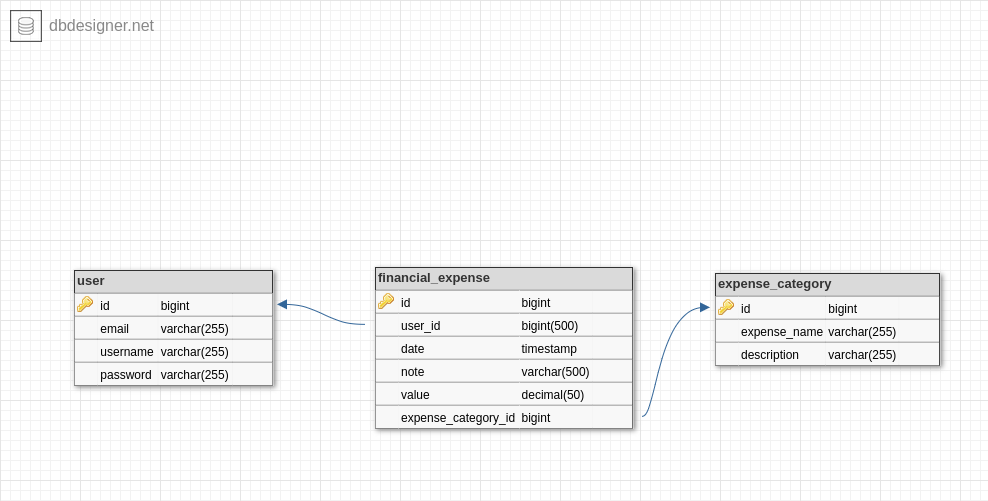 dbdesigner.net
user
id bigint
email varchar(255)
username varchar(255)
password varchar(255)
financial_expense
id bigint
user_id bigint(500)
date timestamp
note varchar(500)
value decimal(50)
expense_category_id bigint
expense_category
id bigint
expense_name varchar(255)
description varchar(255)